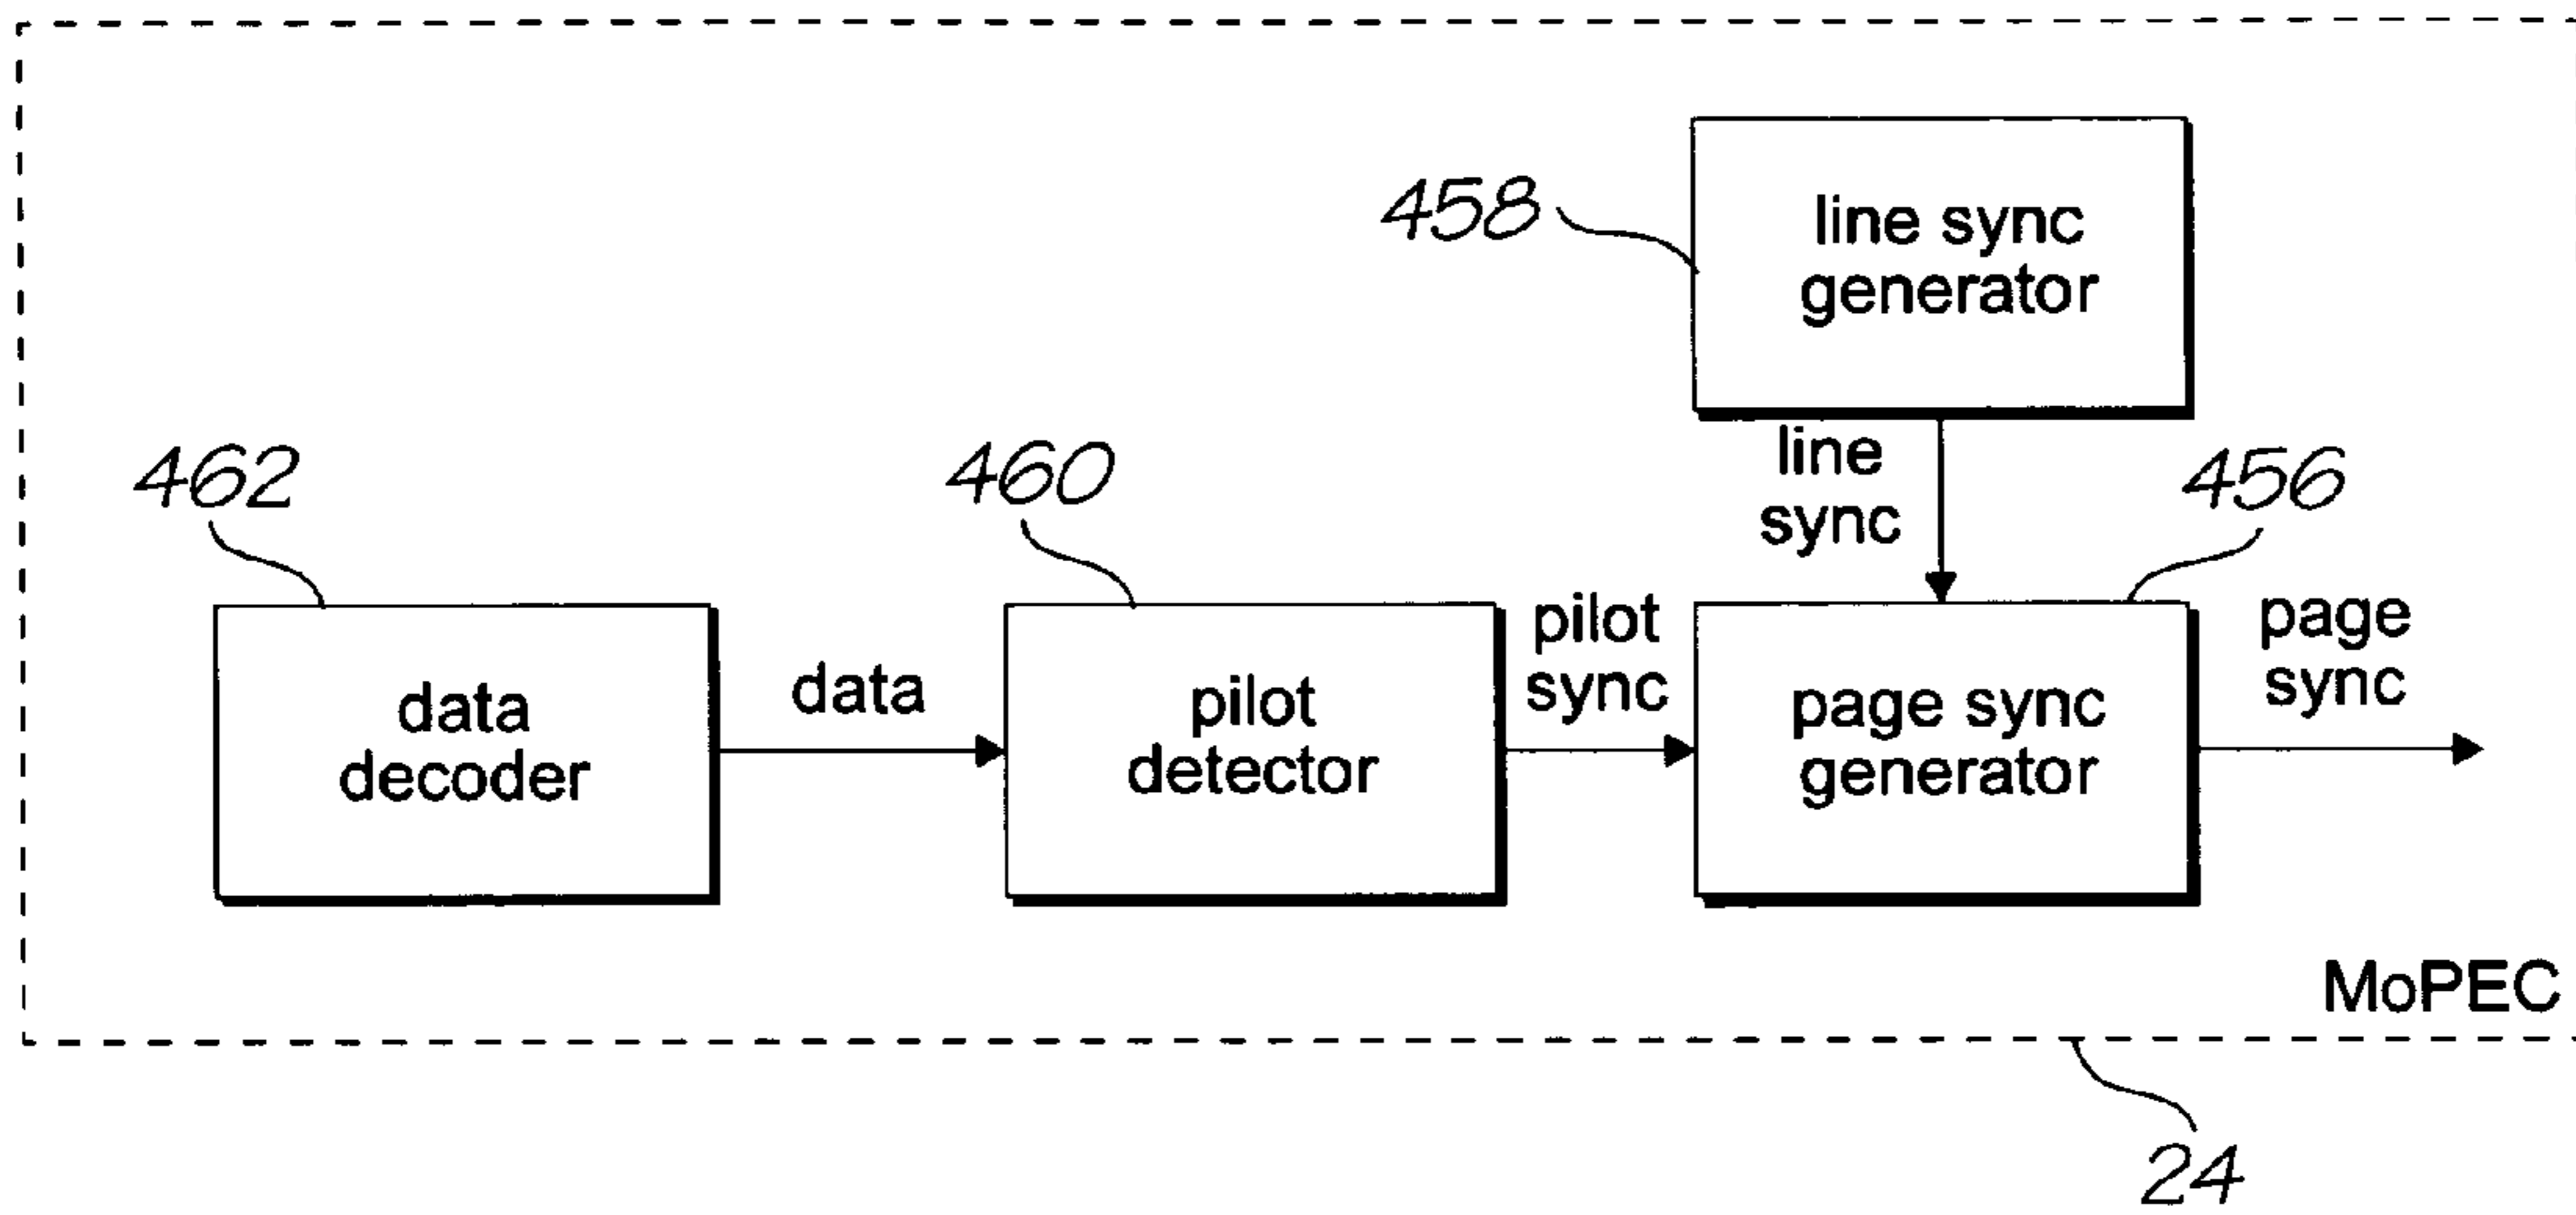 458
line sync
generator
line
sync
462
460
456
data
decoder
data
pilot
detector
pilot
sync
page sync
generator
page
sync
MoPEC
24